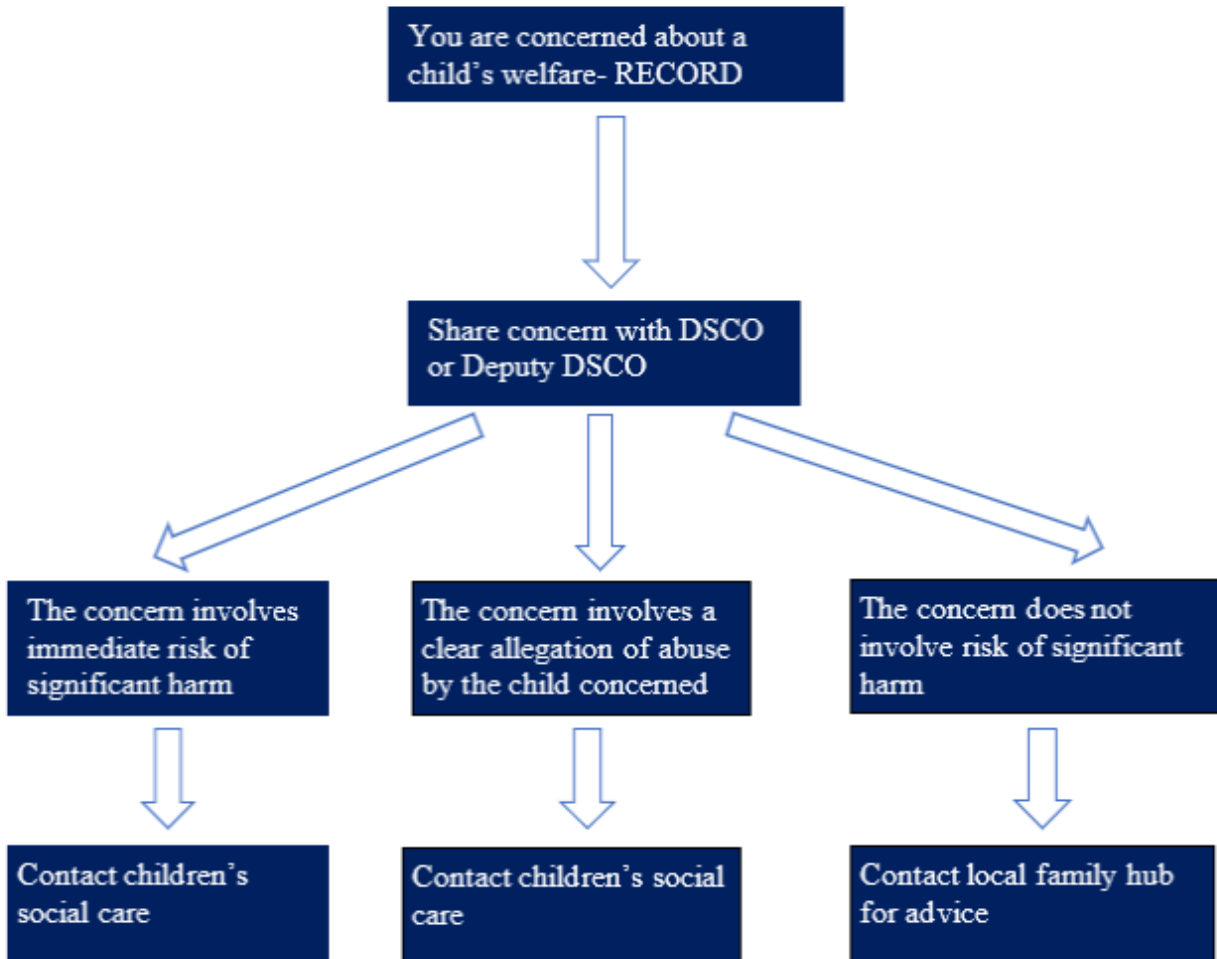 You are concerned about a
child’s welfare- RECORD
Share concern with DSCO
or Deputy DSCO
The concern involves
immediate risk of
significant harm
The concern involves a
clear allegation of abuse
by the child concerned
The concern does not
involve risk of significant
harm
Contact children’s
social care
Contact children’s social
care
Contact local family hub
for advice